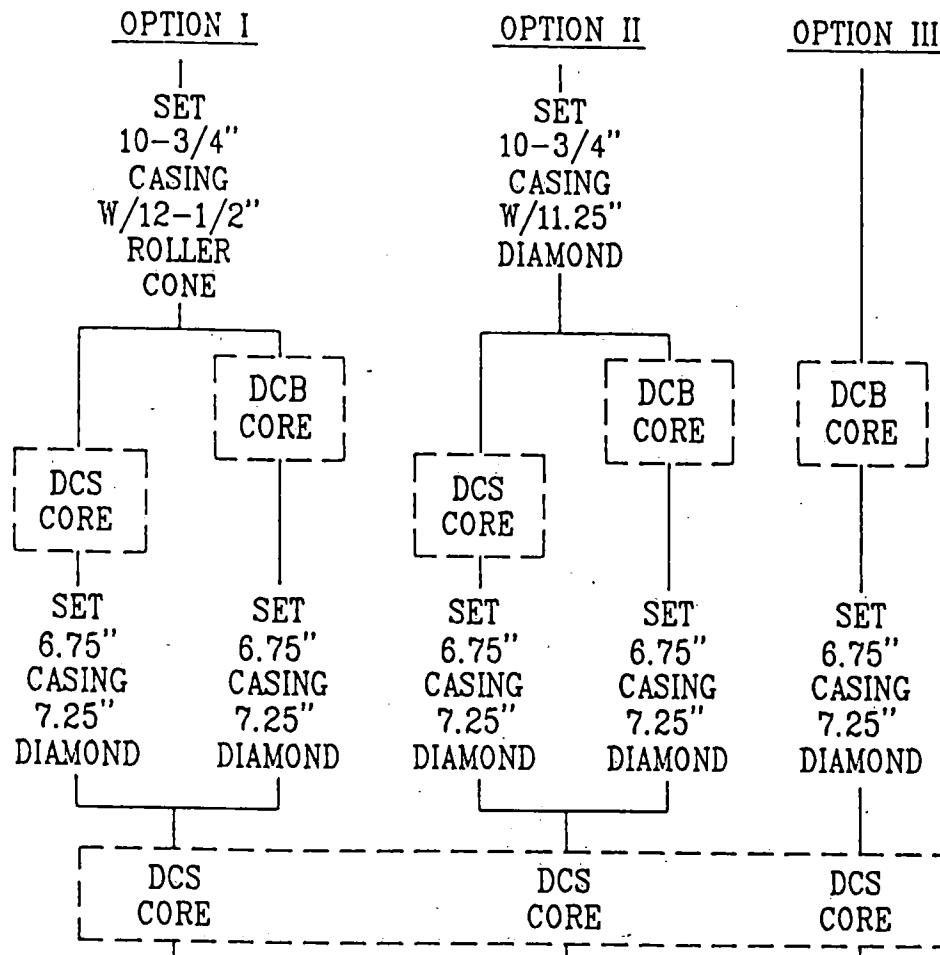 OPTION I
SET
10-3/4"
CASING
W/12-1/2"
ROLLER
CONE
DCB
CORE
DCS
CORE
SET
6.75"
CASING
7.25"
DIAMOND
SET
6.75"
CASING
7.25"
DIAMOND
DCS
CORE
OPTION II
SET
10-3/4"
CASING
W/11.25"
DIAMOND
DCB
CORE
DCS
CORE
SET
6.75"
CASING
7.25"
DIAMOND
SET
6.75"
CASING
7.25"
DIAMOND
DCS
CORE
OPTION III
DCB
CORE
SET
6.75"
CASING
7.25"
DIAMOND
DCS
CORE